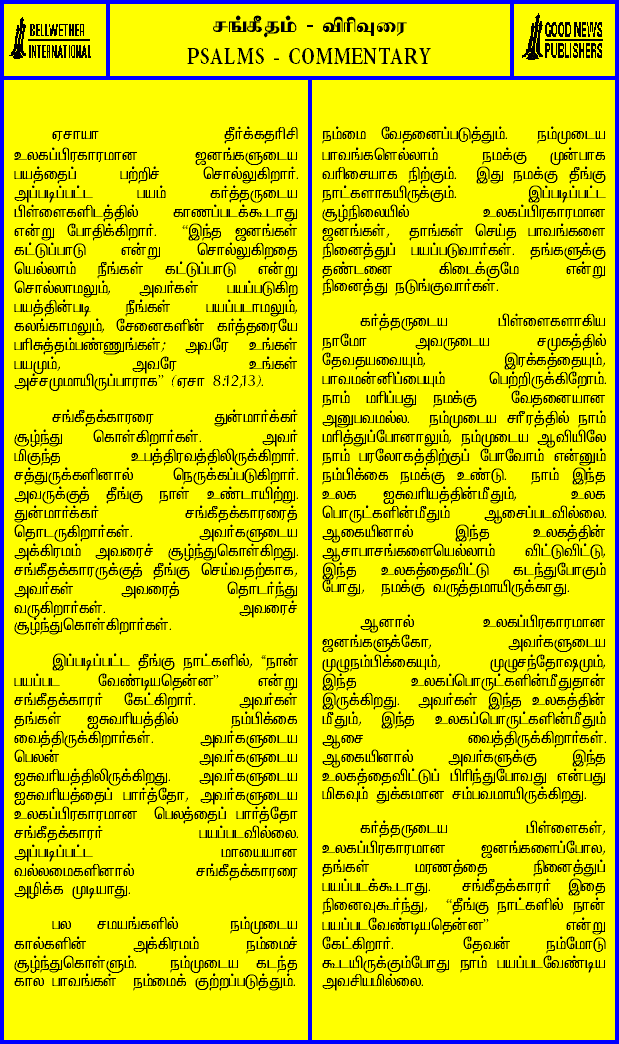 BELLWETHER
INTERNATIONAL
சங்கீதம் - விரிவுரை
PSALMS - COMMENTARY
GOOD NEWS
PUBLISHERS
ஏசாயா தீர்க்கதரிசி
உலகப்பிரகாரமான ஜனங்களுடைய
பயத்தைப் பற்றிச் சொல்லுகிறார்.
அப்படிப்பட்ட பயம் கர்த்தருடைய
பிள்ளைகளிடத்தில் காணப்படக்கூடாது
என்று போதிக்கிறார். “இந்த ஜனங்கள்
கட்டுப்பாடு என்று சொல்லுகிறதை
யெல்லாம் நீங்கள் கட்டுப்பாடு என்று
சொல்லாமலும், அவர்கள் பயப்படுகிற
பயத்தின்படி நீங்கள் பயப்படாமலும்,
கலங்காமலும், சேனைகளின் கர்த்தரையே
பரிசுத்தம்பண்ணுங்கள்; அவரே உங்கள்
பயமும், அவரே உங்கள்
அச்சமுமாயிருப்பாராக” (ஏசா 8:12,13).
சங்கீதக்காரரை துன்மார்க்கர்
சூழ்ந்து கொள்கிறார்கள். அவர்
மிகுந்த உபத்திரவத்திலிருக்கிறார்.
சத்துருக்களினால் நெருக்கப்படுகிறார்.
அவருக்குத் தீங்கு நாள் உண்டாயிற்று.
துன்மார்க்கர் சங்கீதக்காரரைத்
தொடருகிறார்கள். அவர்களுடைய
அக்கிரமம் அவரைச் சூழ்ந்துகொள்கிறது.
சங்கீதக்காரருக்குத் தீங்கு செய்வதற்காக,
அவர்கள் அவரைத் தொடர்ந்து
வருகிறார்கள். அவரைச்
சூழ்ந்துகொள்கிறார்கள்.
இப்படிப்பட்ட தீங்கு நாட்களில், “நான்
பயப்பட வேண்டியதென்ன” என்று
சங்கீதக்காரர் கேட்கிறார். அவர்கள்
தங்கள் ஐசுவரியத்தில் நம்பிக்கை
வைத்திருக்கிறார்கள். அவர்களுடைய
பெலன் அவர்களுடைய
ஐசுவரியத்திலிருக்கிறது. அவர்களுடைய
ஐசுவரியத்தைப் பார்த்தோ, அவர்களுடைய
உலகப்பிரகாரமான பெலத்தைப் பார்த்தோ
சங்கீதக்காரர் பயப்படவில்லை.
அப்படிப்பட்ட மாயையான
வல்லமைகளினால் சங்கீதக்காரரை
அழிக்க முடியாது.
பல சமயங்களில் நம்முடைய
கால்களின் அக்கிரமம் நம்மைச்
சூழ்ந்துகொள்ளும். நம்முடைய கடந்த
கால பாவங்கள் நம்மைக் குற்றப்படுத்தும்.
நம்மை வேதனைப்படுத்தும். நம்முடைய
பாவங்களெல்லாம் நமக்கு முன்பாக
வரிசையாக நிற்கும். இது நமக்கு தீங்கு
நாட்களாகயிருக்கும். இப்படிப்பட்ட
சூழ்நிலையில் உலகப்பிரகாரமான
ஜனங்கள், தாங்கள் செய்த பாவங்களை
நினைத்துப் பயப்படுவார்கள். தங்களுக்கு
தண்டனை கிடைக்குமே என்று
நினைத்து நடுங்குவார்கள்.
கர்த்தருடைய பிள்ளைகளாகிய
நாமோ அவருடைய சமுகத்தில்
தேவதயவையும், இரக்கத்தையும்,
பாவமன்னிப்பையும் பெற்றிருக்கிறோம்.
நாம் மரிப்பது நமக்கு வேதனையான
அனுபவமல்ல. நம்முடைய சரீரத்தில் நாம்
மரித்துப்போனாலும், நம்முடைய ஆவியிலே
நாம் பரலோகத்திற்குப் போவோம் என்னும்
நம்பிக்கை நமக்கு உண்டு. நாம் இந்த
உலக ஐசுவரியத்தின்மீதும், உலக
பொருட்களின்மீதும் ஆசைப்படவில்லை.
ஆகையினால் இந்த உலகத்தின்
ஆசாபாசங்களையெல்லாம் விட்டுவிட்டு,
இந்த உலகத்தைவிட்டு கடந்துபோகும்
போது, நமக்கு வருத்தமாயிருக்காது.
ஆனால் உலகப்பிரகாரமான
ஜனங்களுக்கோ, அவர்களுடைய
முழுநம்பிக்கையும், முழுசந்தோஷமும்,
இந்த உலகப்பொருட்களின்மீதுதான்
இருக்கிறது. அவர்கள் இந்த உலகத்தின்
மீதும், இந்த உலகப்பொருட்களின்மீதும்
ஆசை வைத்திருக்கிறார்கள்.
ஆகையினால் அவர்களுக்கு இந்த
உலகத்தைவிட்டுப் பிரிந்துபோவது என்பது
மிகவும் துக்கமான சம்பவமாயிருக்கிறது.
கர்த்தருடைய பிள்ளைகள்,
உலகப்பிரகாரமான ஜனங்களைப்போல,
தங்கள் மரணத்தை நினைத்துப்
பயப்படக்கூடாது. சங்கீதக்காரர் இதை
நினைவுகூர்ந்து, “தீங்கு நாட்களில் நான்
பயப்படவேண்டியதென்ன” என்று
கேட்கிறார். தேவன் நம்மோடு
கூடயிருக்கும்போது நாம் பயப்படவேண்டிய
அவசியமில்லை.